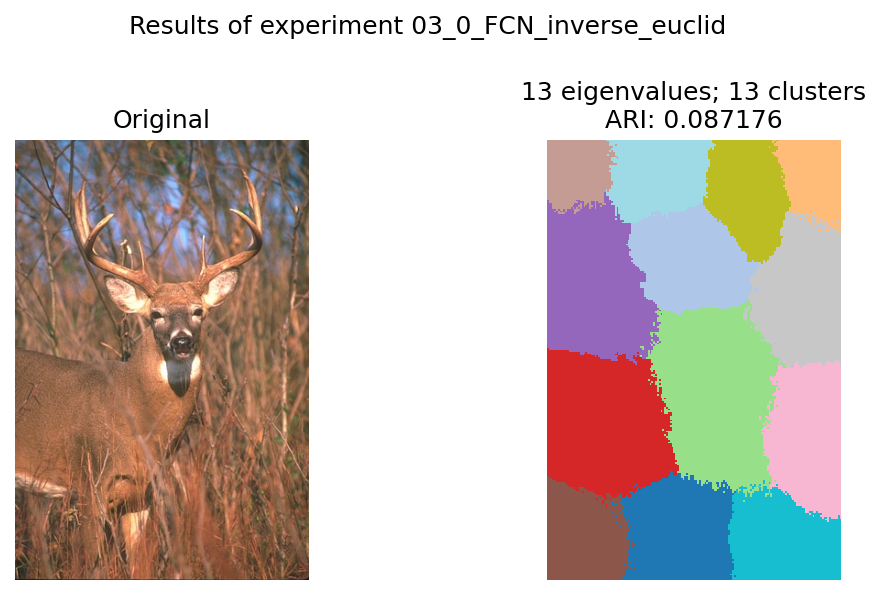 Results of experiment 03_0_FCN_inverse_euclid
Original
13 eigenvalues; 13 clusters
ARI: 0.087176